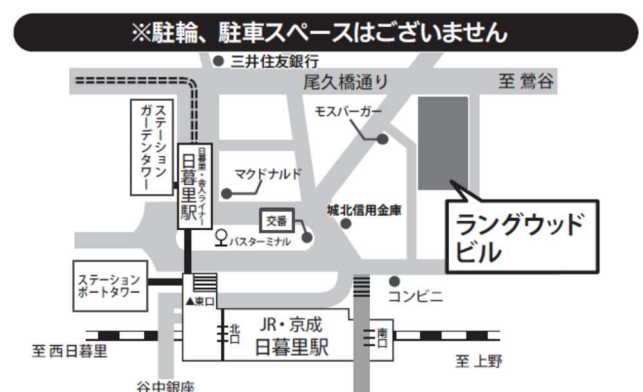 ※駐輪、駐車スペースはございません
三井住友銀行
尾久橋通り
至 鶯谷
モスバーガー
ステーション
ガーデンタワー
日暮里・舎人ライナー
日暮里駅
マクドナルド
交番
城北信用金庫
バスターミナル
ラングウッド
ビル
ステーション
ポートタワー
▲東口
コンビニ
北口
JR・京成
日暮里駅
南口
至 西日暮里
至 上野
谷中銀座